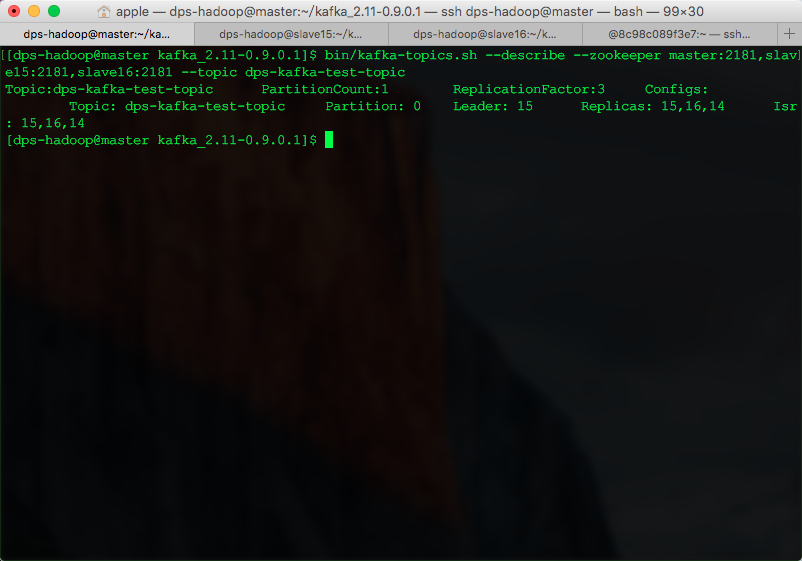 apple — dps-hadoop@master:~/kafka_2.11-0.9.0.1 — ssh dps-hadoop@master — bash — 99×30
dps-hadoop@master:~/ka... dps-hadoop@slave15:~/k... dps-hadoop@slave16:~/k... @8c98c089f3e7:~ — ssh... +
[[dps-hadoop@master kafka_2.11-0.9.0.1]$ bin/kafka-topics.sh --describe --zookeeper master:2181,slav]
e15:2181,slave16:2181 --topic dps-kafka-test-topic
Topic:dps-kafka-test-topic PartitionCount:1 ReplicationFactor:3 Configs:
Topic: dps-kafka-test-topic Partition: 0 Leader: 15 Replicas: 15,16,14 Isr
: 15,16,14
[dps-hadoop@master kafka_2.11-0.9.0.1]$